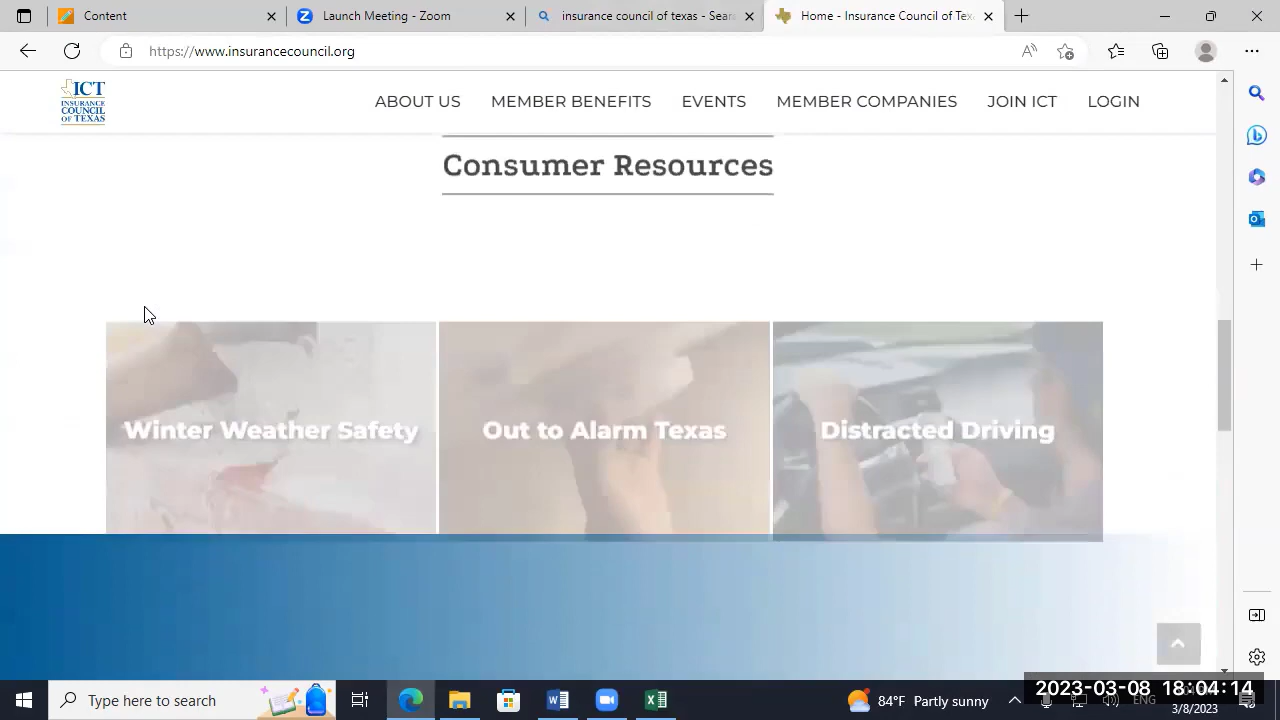 Content
Launch Meeting - Zoom
insurance council of texas - Sear
Home - Insurance Council of Tex
https://www.insurancecouncil.org
ICT
INSURANCE
COUNCIL
OF TEXAS
ABOUT US
MEMBER BENEFITS
EVENTS
MEMBER COMPANIES
JOIN ICT
LOGIN
Consumer Resources
Winter Weather Safety
Out to Alarm Texas
Distracted Driving
Type here to search
84°F Partly sunny
ENG
2023-03-08 18:04:14
3/8/2023